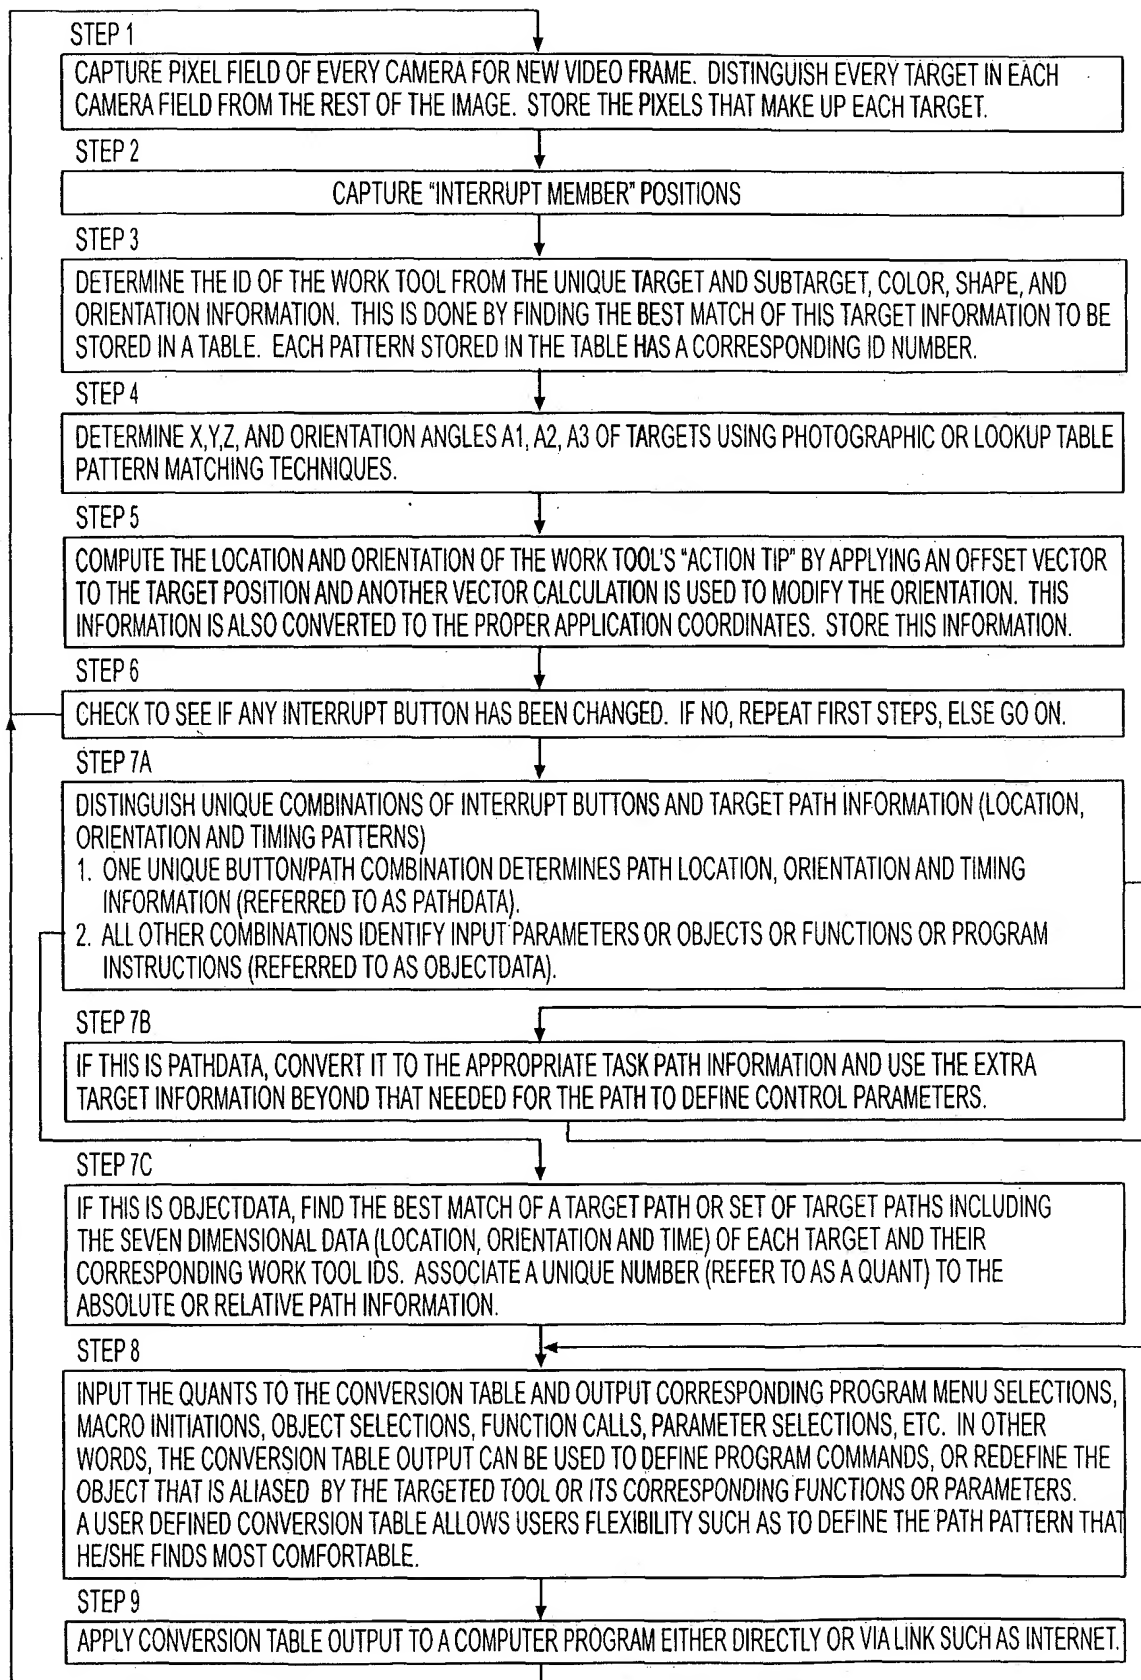 STEP 1
CAPTURE PIXEL FIELD OF EVERY CAMERA FOR NEW VIDEO FRAME. DISTINGUISH EVERY TARGET IN EACH
CAMERA FIELD FROM THE REST OF THE IMAGE. STORE THE PIXELS THAT MAKE UP EACH TARGET.
STEP 2
CAPTURE "INTERRUPT MEMBER" POSITIONS
STEP 3
DETERMINE THE ID OF THE WORK TOOL FROM THE UNIQUE TARGET AND SUBTARGET, COLOR, SHAPE, AND
ORIENTATION INFORMATION. THIS IS DONE BY FINDING THE BEST MATCH OF THIS TARGET INFORMATION TO BE
STORED IN A TABLE. EACH PATTERN STORED IN THE TABLE HAS A CORRESPONDING ID NUMBER.
STEP 4
DETERMINE X,Y,Z, AND ORIENTATION ANGLES A1, A2, A3 OF TARGETS USING PHOTOGRAPHIC OR LOOKUP TABLE
PATTERN MATCHING TECHNIQUES.
STEP 5
COMPUTE THE LOCATION AND ORIENTATION OF THE WORK TOOL'S "ACTION TIP" BY APPLYING AN OFFSET VECTOR
TO THE TARGET POSITION AND ANOTHER VECTOR CALCULATION IS USED TO MODIFY THE ORIENTATION. THIS
INFORMATION IS ALSO CONVERTED TO THE PROPER APPLICATION COORDINATES. STORE THIS INFORMATION.
STEP 6
CHECK TO SEE IF ANY INTERRUPT BUTTON HAS BEEN CHANGED. IF NO, REPEAT FIRST STEPS, ELSE GO ON.
STEP 7A
DISTINGUISH UNIQUE COMBINATIONS OF INTERRUPT BUTTONS AND TARGET PATH INFORMATION (LOCATION,
ORIENTATION AND TIMING PATTERNS)
1. ONE UNIQUE BUTTON/PATH COMBINATION DETERMINES PATH LOCATION, ORIENTATION AND TIMING
INFORMATION (REFERRED TO AS PATHDATA).
2. ALL OTHER COMBINATIONS IDENTIFY INPUT PARAMETERS OR OBJECTS OR FUNCTIONS OR PROGRAM
INSTRUCTIONS (REFERRED TO AS OBJECTDATA).
STEP 7B
IF THIS IS PATHDATA, CONVERT IT TO THE APPROPRIATE TASK PATH INFORMATION AND USE THE EXTRA
TARGET INFORMATION BEYOND THAT NEEDED FOR THE PATH TO DEFINE CONTROL PARAMETERS.
STEP 7C
IF THIS IS OBJECTDATA, FIND THE BEST MATCH OF A TARGET PATH OR SET OF TARGET PATHS INCLUDING
THE SEVEN DIMENSIONAL DATA (LOCATION, ORIENTATION AND TIME) OF EACH TARGET AND THEIR
CORRESPONDING WORK TOOL IDS. ASSOCIATE A UNIQUE NUMBER (REFER TO AS A QUANT) TO THE
ABSOLUTE OR RELATIVE PATH INFORMATION.
STEP 8
INPUT THE QUANTS TO THE CONVERSION TABLE AND OUTPUT CORRESPONDING PROGRAM MENU SELECTIONS,
MACRO INITIATIONS, OBJECT SELECTIONS, FUNCTION CALLS, PARAMETER SELECTIONS, ETC. IN OTHER
WORDS, THE CONVERSION TABLE OUTPUT CAN BE USED TO DEFINE PROGRAM COMMANDS, OR REDEFINE THE
OBJECT THAT IS ALIASED BY THE TARGETED TOOL OR ITS CORRESPONDING FUNCTIONS OR PARAMETERS.
A USER DEFINED CONVERSION TABLE ALLOWS USERS FLEXIBILITY SUCH AS TO DEFINE THE PATH PATTERN THAT
HE/SHE FINDS MOST COMFORTABLE.
STEP 9
APPLY CONVERSION TABLE OUTPUT TO A COMPUTER PROGRAM EITHER DIRECTLY OR VIA LINK SUCH AS INTERNET.